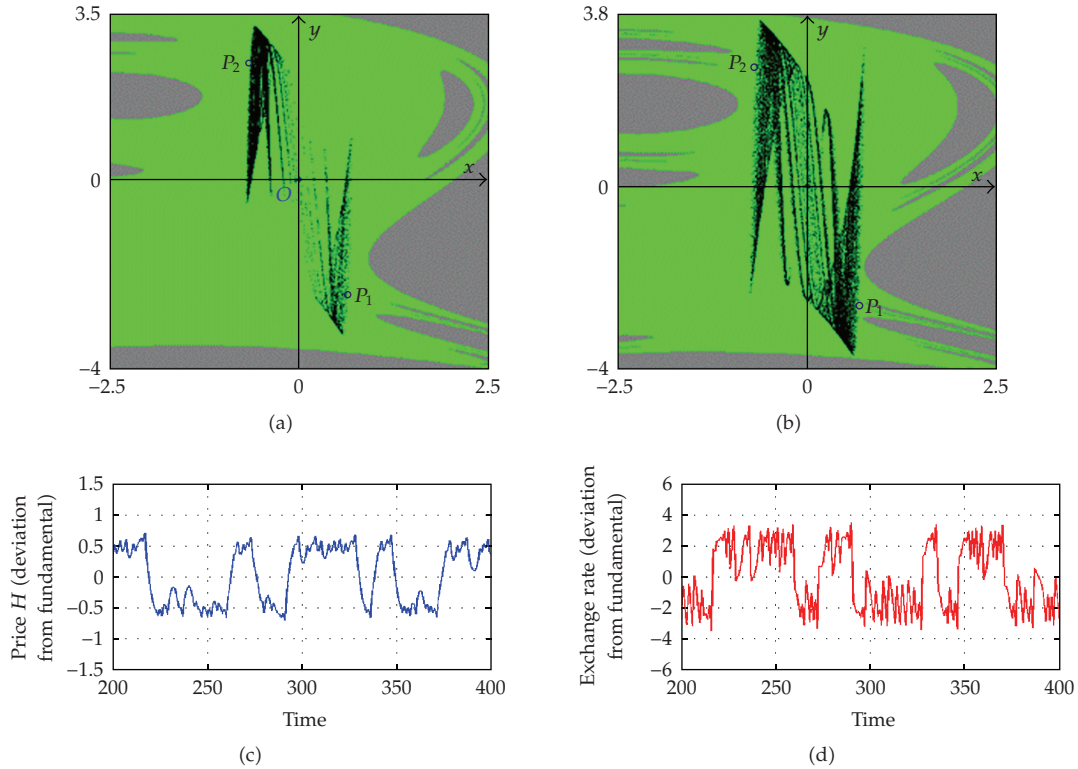 3.5
y
P2
0
x
O
P1
−4
−2.5
0
2.5
(a)
3.8
y
P2
0
x
P1
−4
−2.5
0
2.5
(b)
Price H (deviation
from fundamental)
1.5
1
0.5
0
−0.5
−1
−1.5
200
250
300
350
400
Time
(c)
Exchange rate (deviation
from fundamental)
6
4
2
0
−2
−4
−6
200
250
300
350
400
Time
(d)